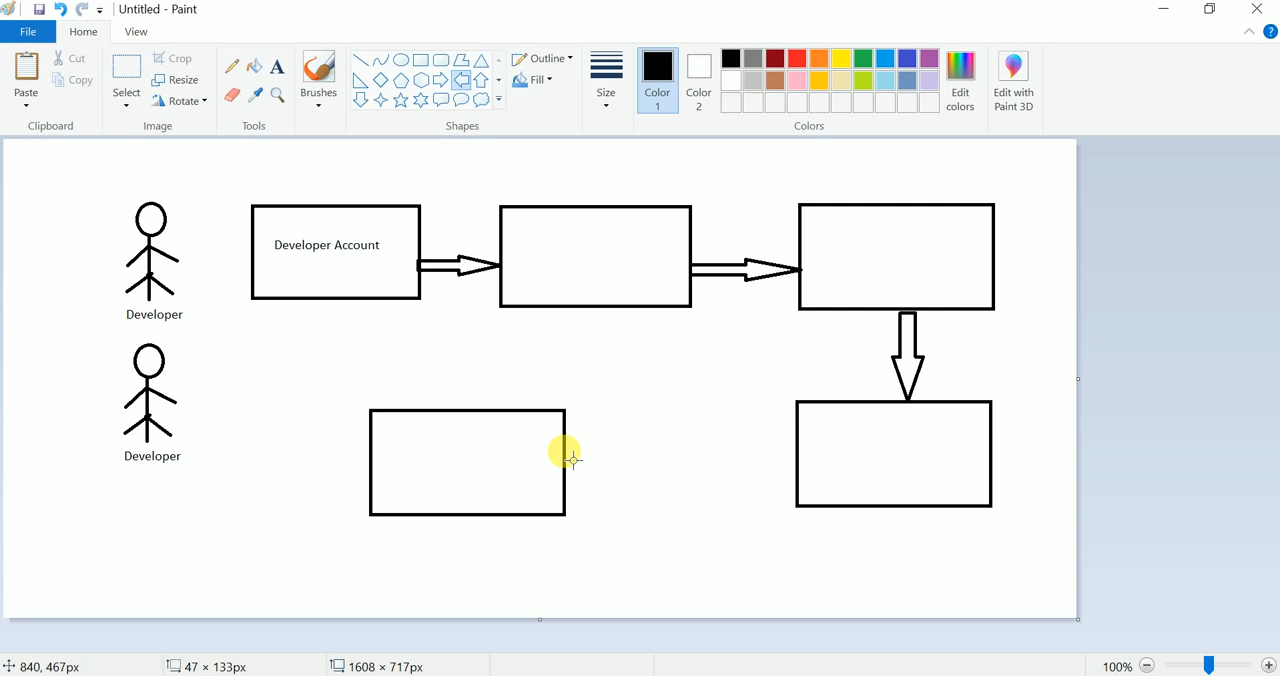 Untitled - Paint
File
Home
View
Paste
Cut
Copy
Clipboard
Select
Crop
Resize
Rotate
Image
A
Tools
Brushes
Outline
Fill
Shapes
Size
Color 1
Color 2
Edit colors
Colors
Edit with Paint 3D
?
Developer Account
Developer
Developer
840, 467px
47 × 133px
1608 × 717px
100%